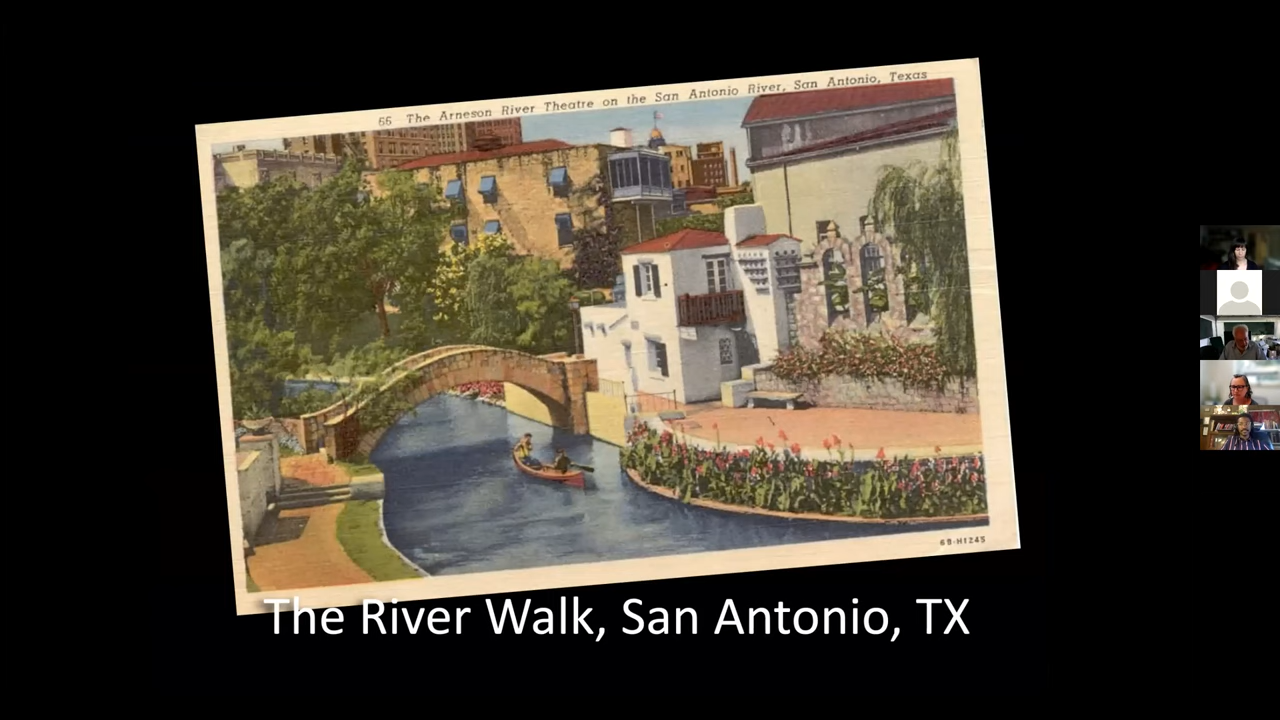 66 The Arneson River Theatre on the San Antonio River, San Antonio, Texas
6B-H1245
The River Walk, San Antonio, TX